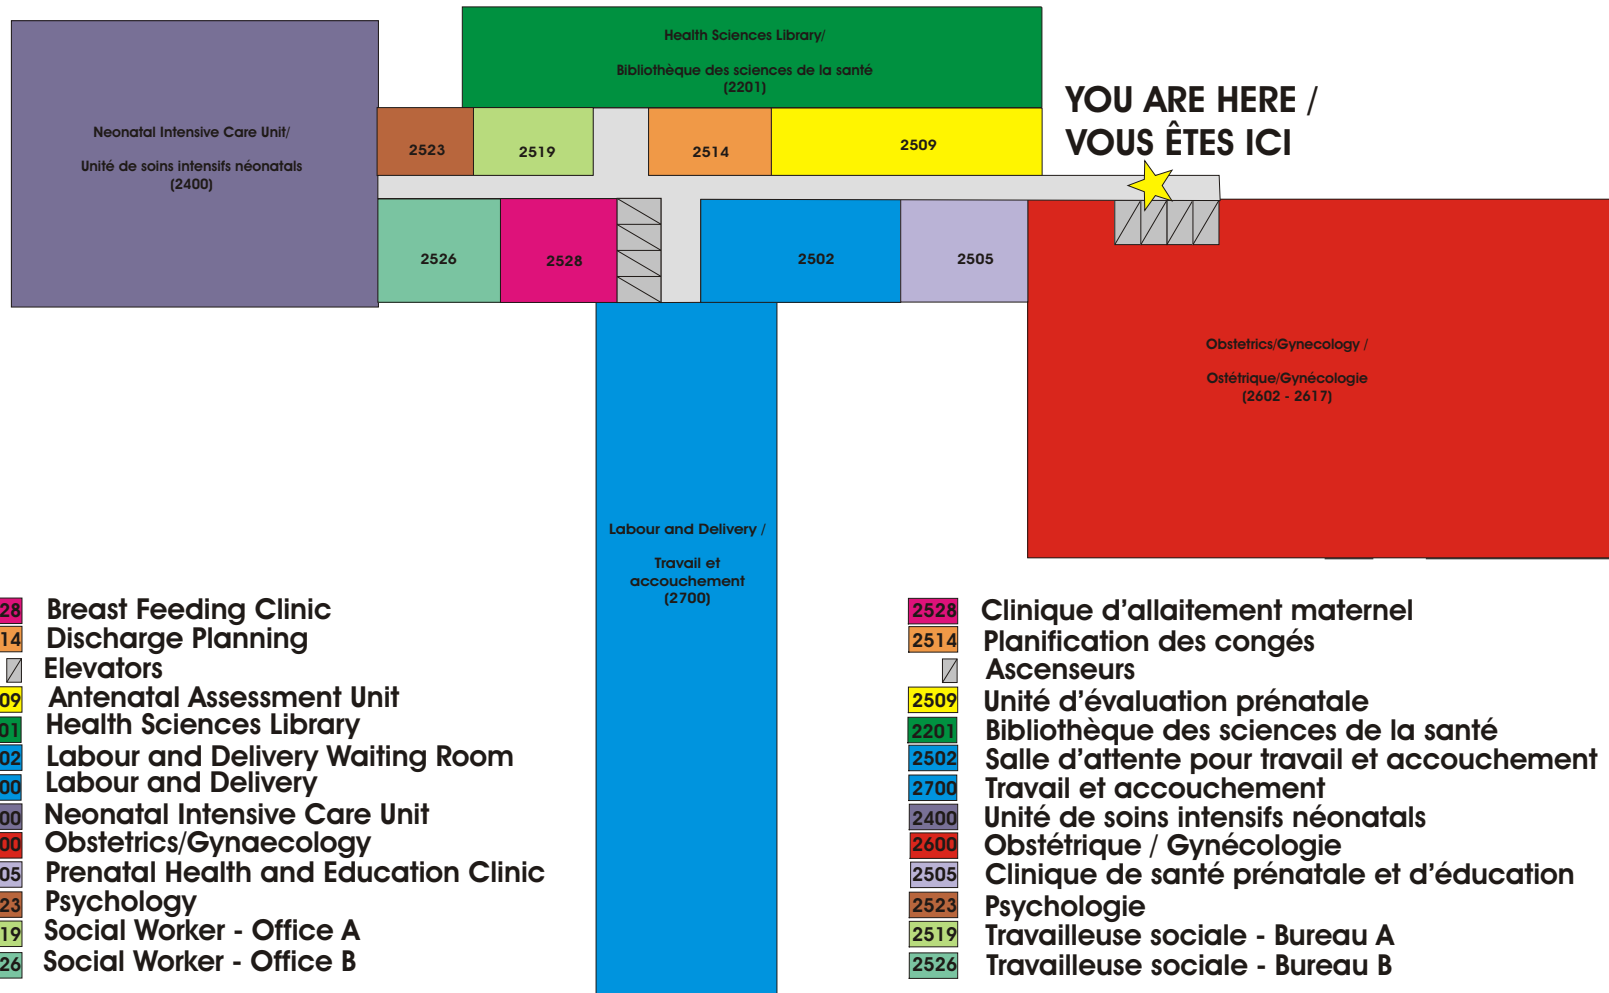 Health Sciences Library/
Bibliothèque des sciences de la santé
(2201)
YOU ARE HERE /
VOUS ÊTES ICI
Neonatal Intensive Care Unit/
Unité de soins intensifs néonatals
(2400)
2523
2519
2514
2509
2526
2528
2502
2505
Obstetrics/Gynecology /
Ostétrique/Gynécologie
(2602 - 2617)
Labour and Delivery /
Travail et
accouchement
(2700)
28 Breast Feeding Clinic
14 Discharge Planning
Elevators
09 Antenatal Assessment Unit
01 Health Sciences Library
02 Labour and Delivery Waiting Room
00 Labour and Delivery
00 Neonatal Intensive Care Unit
00 Obstetrics/Gynaecology
05 Prenatal Health and Education Clinic
23 Psychology
19 Social Worker - Office A
26 Social Worker - Office B
2528 Clinique d'allaitement maternel
2514 Planification des congés
Ascenseurs
2509 Unité d'évaluation prénatale
2201 Bibliothèque des sciences de la santé
2502 Salle d'attente pour travail et accouchement
2700 Travail et accouchement
2400 Unité de soins intensifs néonatals
2600 Obstétrique / Gynécologie
2505 Clinique de santé prénatale et d'éducation
2523 Psychologie
2519 Travailleuse sociale - Bureau A
2526 Travailleuse sociale - Bureau B